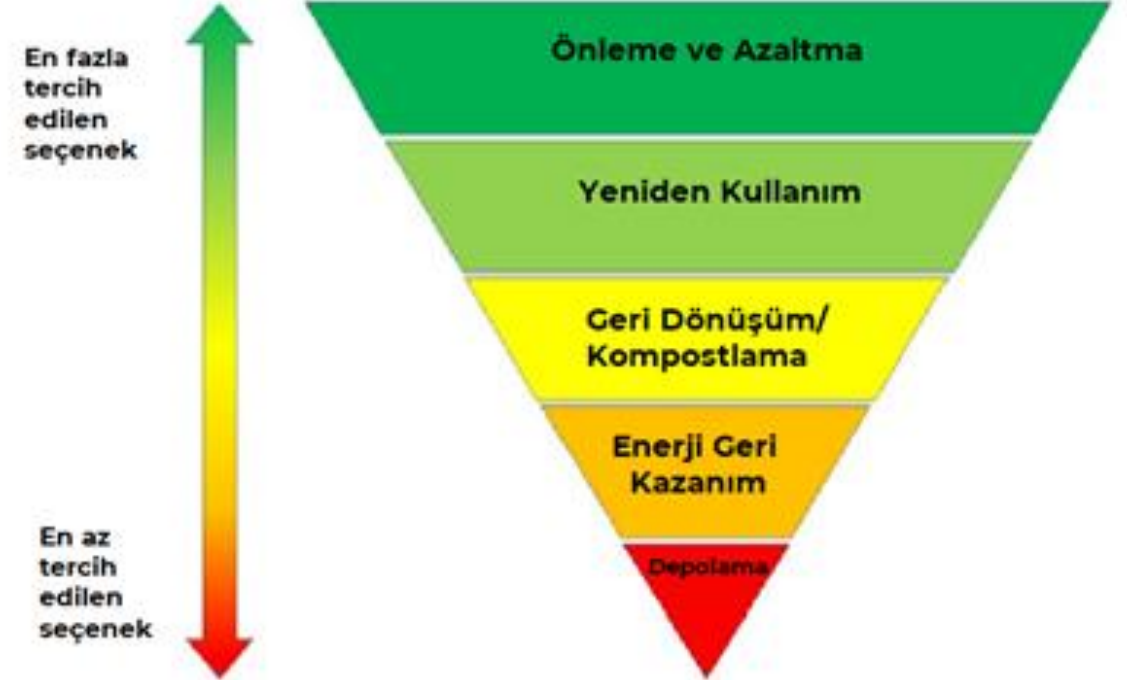 En fazla
tercih
edilen
seçenek
Önleme ve Azaltma
Yeniden Kullanım
Geri Dönüşüm/
Kompostlama
Enerji Geri
Kazanım
En az
tercih
edilen
seçenek
Depolama